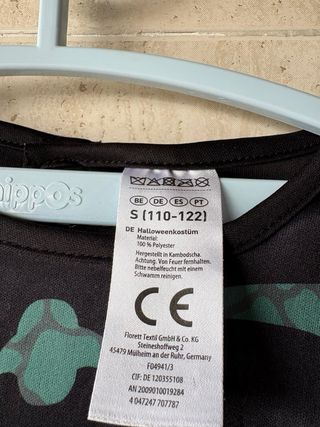 hippos
BE DE ES PT
S (110-122)
DE Halloweenkostüm
Material:
100 % Polyester
Hergestellt in Kambodscha.
Achtung. Von Feuer fernhalten.
Bitte nebelfeucht mit einem
Schwamm reinigen.
CE
Florett Textil GmbH & Co. KG
Steineshoffweg 2
45479 Mülheim an der Ruhr, Germany
F04941/3
CIF: DE 120355108
AN 2009010019284
4 047247 707787